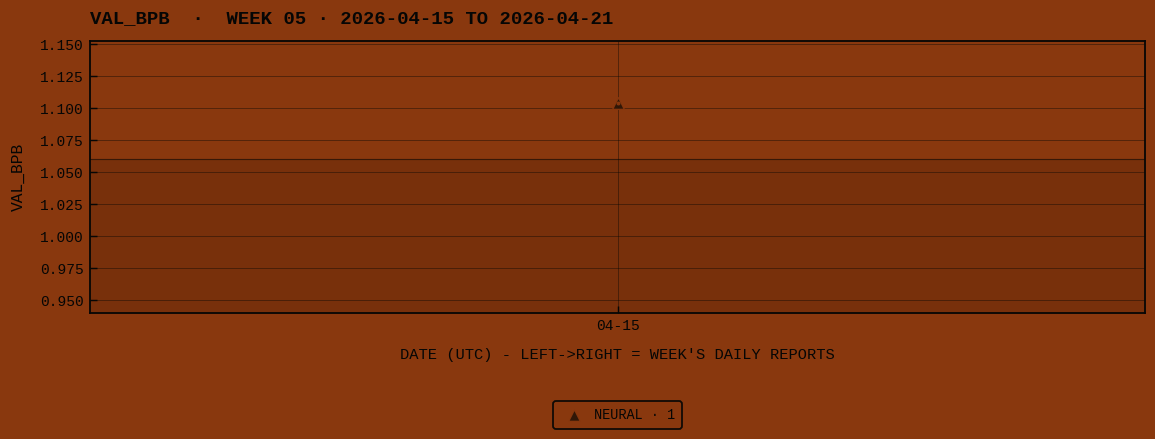 VAL_BPB · WEEK 05 · 2026-04-15 TO 2026-04-21
1.150
1.125
1.100
1.075
1.050
1.025
1.000
0.975
0.950
VAL_BPB
04-15
DATE (UTC) - LEFT->RIGHT = WEEK'S DAILY REPORTS
▲ NEURAL · 1